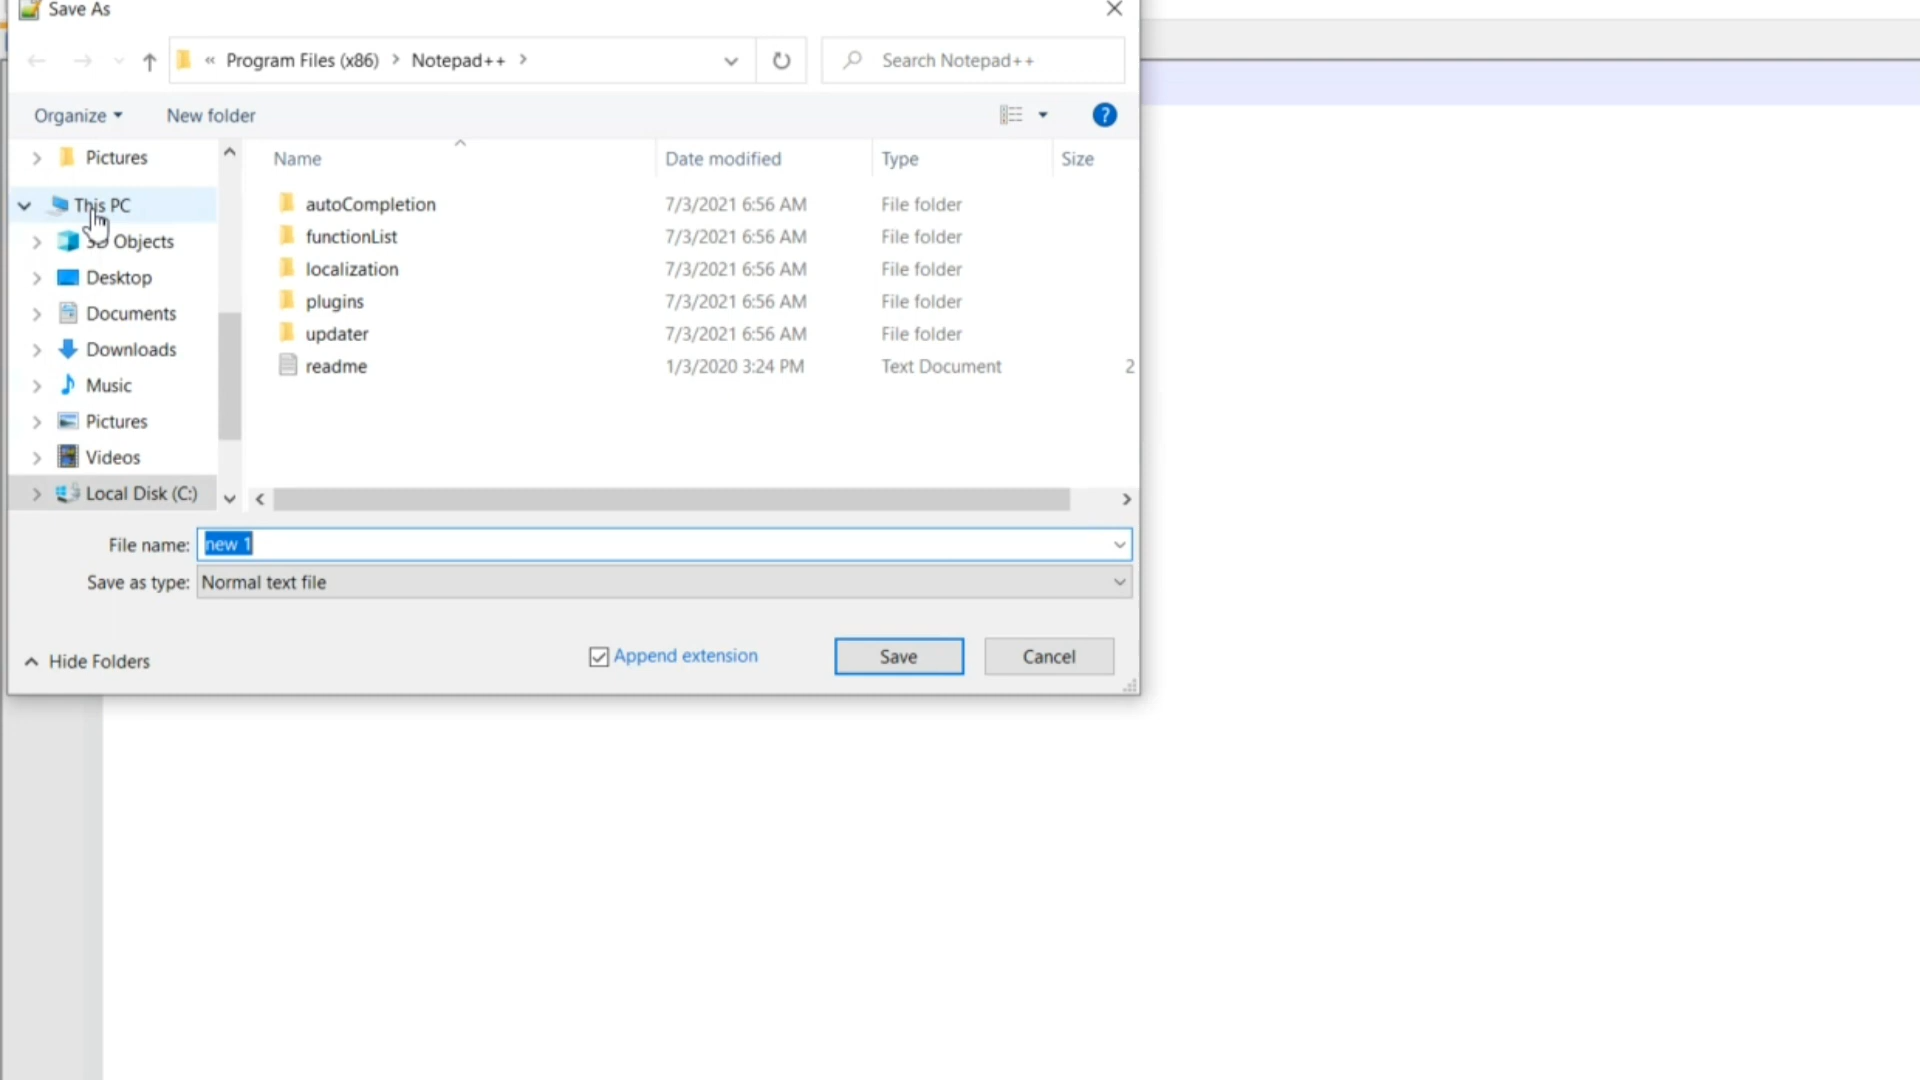 Save As
« Program Files (x86) > Notepad++ >
Search Notepad++
Organize
New folder
?
Name Date modified Type Size
Pictures
This PC
3D Objects
Desktop
Documents
Downloads
Music
Pictures
Videos
Local Disk (C:)
autoCompletion 7/3/2021 6:56 AM File folder
functionList 7/3/2021 6:56 AM File folder
localization 7/3/2021 6:56 AM File folder
plugins 7/3/2021 6:56 AM File folder
updater 7/3/2021 6:56 AM File folder
readme 1/3/2020 3:24 PM Text Document 2
File name: new 1
Save as type: Normal text file
Hide Folders
Append extension
Save
Cancel